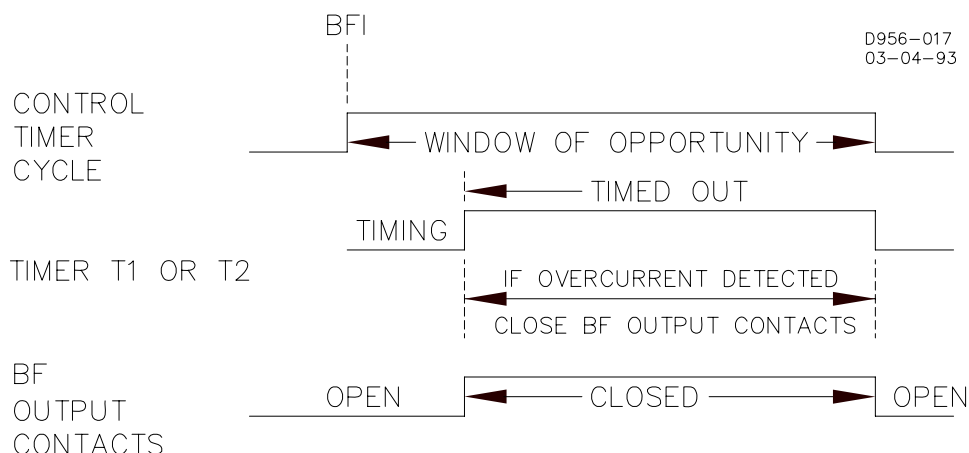 BFI
D956-017
03-04-93
CONTROL
TIMER
CYCLE
WINDOW OF OPPORTUNITY
TIMED OUT
TIMING
TIMER T1 OR T2
IF OVERCURRENT DETECTED
CLOSE BF OUTPUT CONTACTS
BF
OUTPUT
CONTACTS
OPEN
CLOSED
OPEN